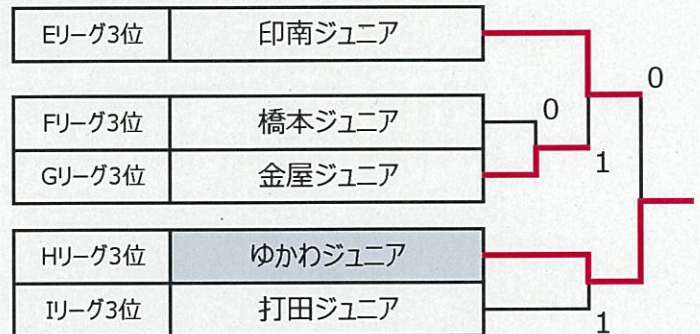 Eリーグ3位 印南ジュニア
0
Fリーグ3位 橋本ジュニア 0
Gリーグ3位 金屋ジュニア 1
Hリーグ3位 ゆかわジュニア
Iリーグ3位 打田ジュニア 1